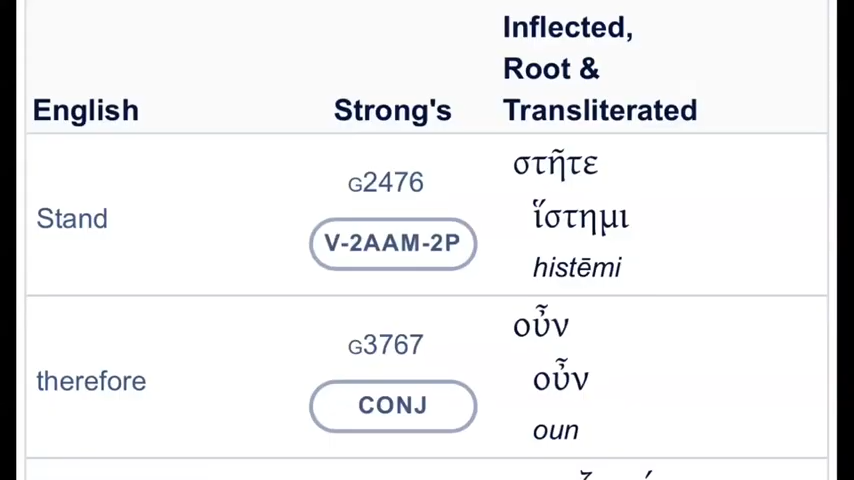 English
Strong's
Inflected,
Root &
Transliterated
Stand
G2476
V-2AAM-2P
στῆτε
ἵστημι
histēmi
therefore
G3767
CONJ
οὖν
οὖν
oun